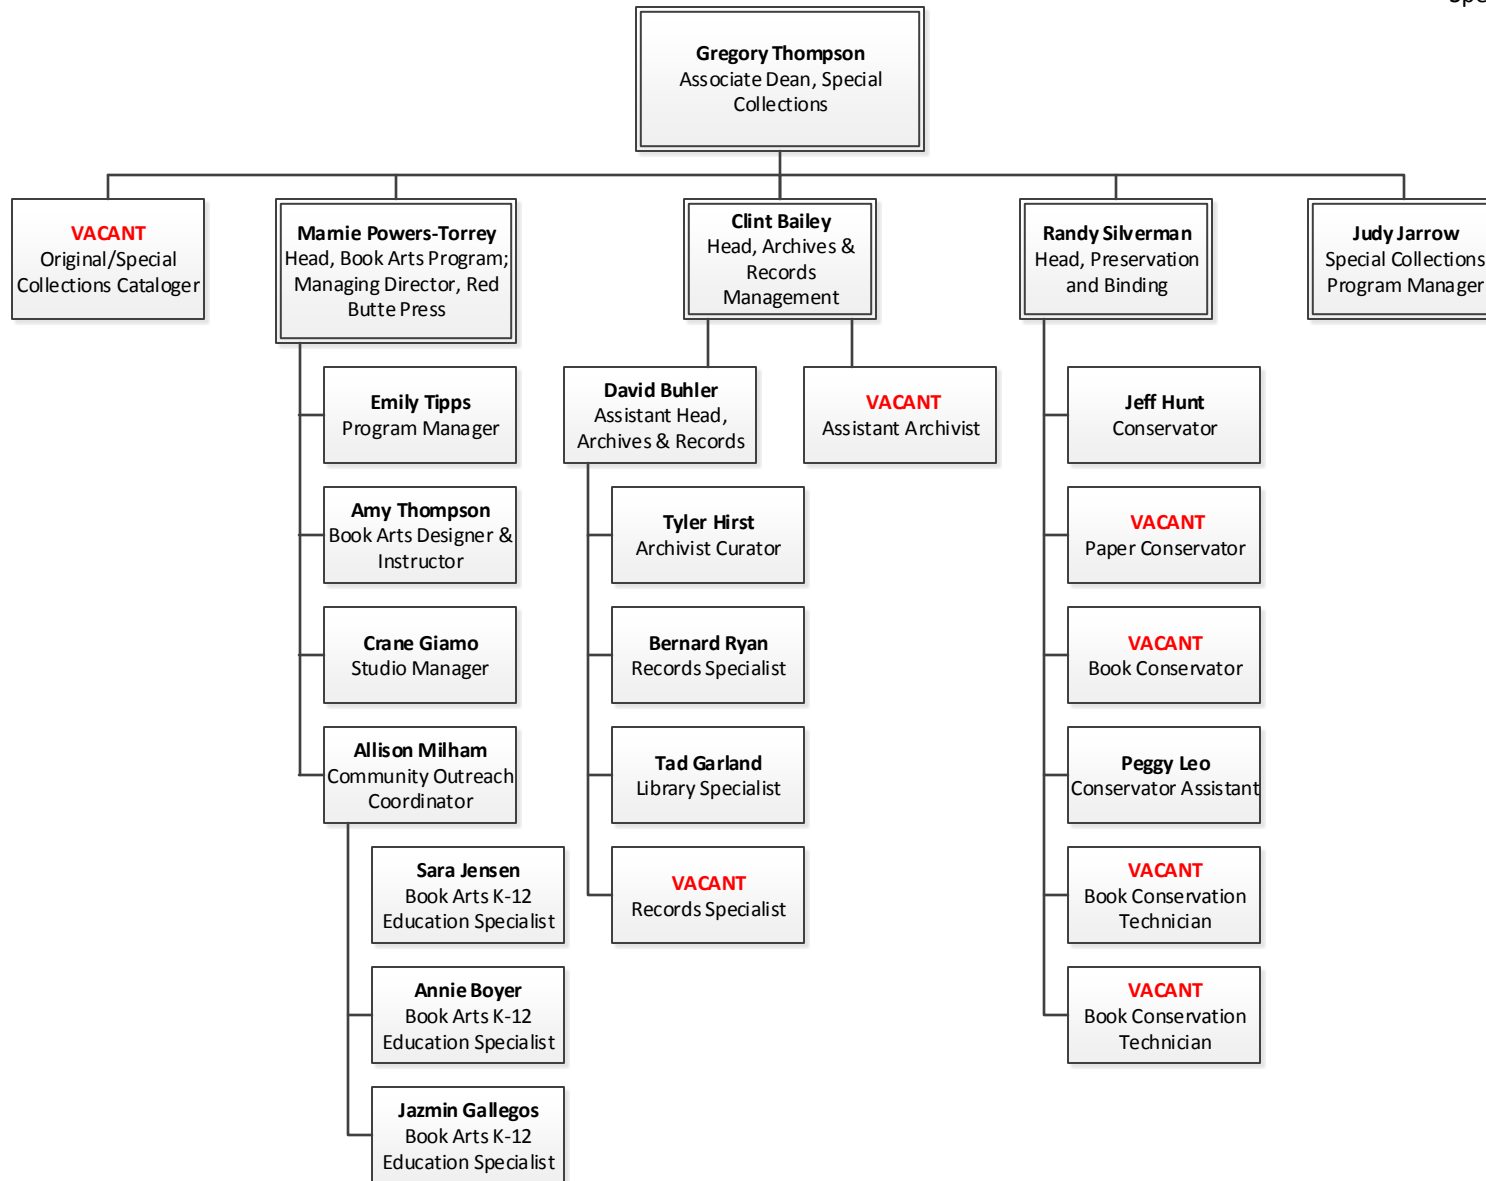 Gregory Thompson
Associate Dean, Special
Collections
VACANT
Original/Special
Collections Cataloger
Mamie Powers-Torrey
Head, Book Arts Program;
Managing Director, Red
Butte Press
Clint Bailey
Head, Archives &
Records
Management
Randy Silverman
Head, Preservation
and Binding
Judy Jarrow
Special Collections
Program Manager
Emily Tipps
Program Manager
Amy Thompson
Book Arts Designer &
Instructor
Crane Giamo
Studio Manager
Allison Milham
Community Outreach
Coordinator
Sara Jensen
Book Arts K-12
Education Specialist
Annie Boyer
Book Arts K-12
Education Specialist
Jazmin Gallegos
Book Arts K-12
Education Specialist
David Buhler
Assistant Head,
Archives & Records
VACANT
Assistant Archivist
Tyler Hirst
Archivist Curator
Bernard Ryan
Records Specialist
Tad Garland
Library Specialist
VACANT
Records Specialist
Jeff Hunt
Conservator
VACANT
Paper Conservator
VACANT
Book Conservator
Peggy Leo
Conservator Assistant
VACANT
Book Conservation
Technician
VACANT
Book Conservation
Technician